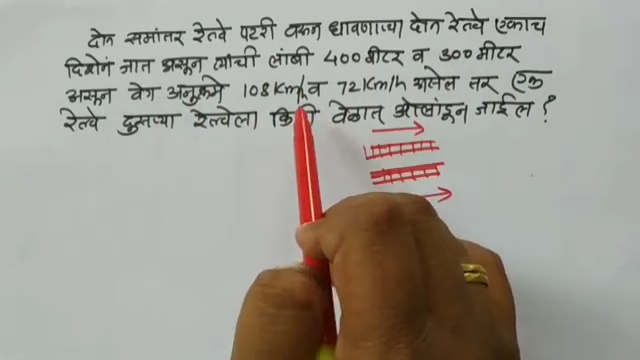 दोन समांतर रेल्वे पटरी वरून धावणाऱ्या दोन रेल्वे एकाच
दिशेने जात असून त्यांची लांबी 400 मीटर व 300 मीटर
असून वेग अनुक्रमे 108 Km/h व 72 Km/h असेल तर एक
रेल्वे दुसऱ्या रेल्वेला किती वेळात ओलांडून जाईल ?